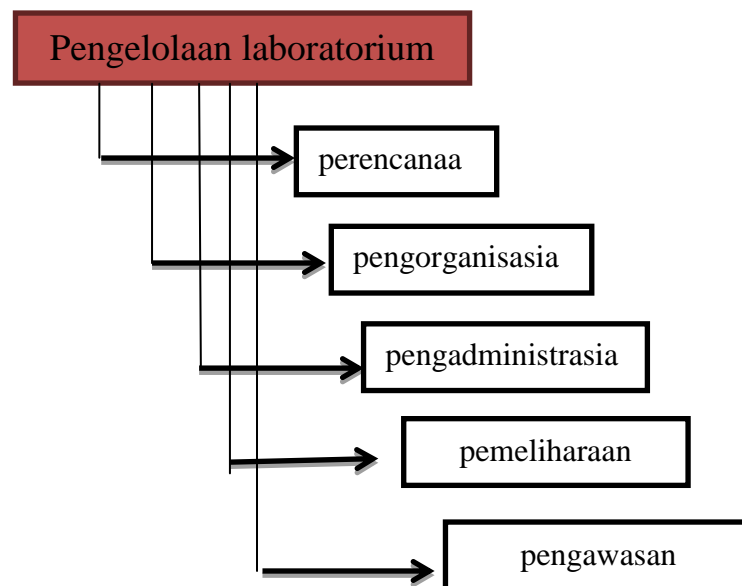 Pengelolaan laboratorium
perencanaa
pengorganisasia
pengadministrasia
pemeliharaan
pengawasan